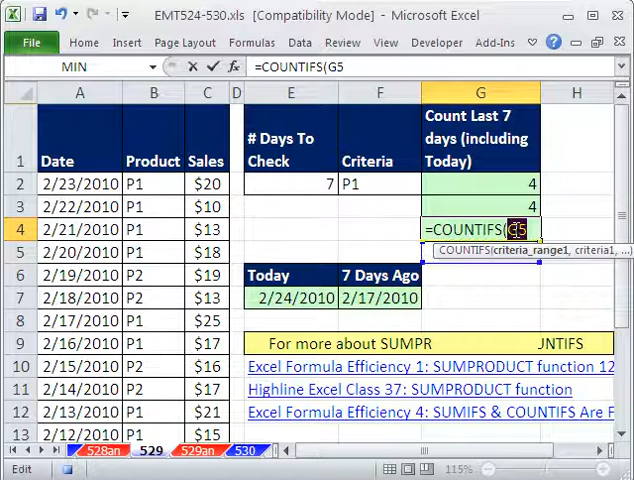 EMT524-530.xls [Compatibility Mode] - Microsoft Excel
File Home Insert Page Layout Formulas Data Review View Developer Add-Ins
MIN fx =COUNTIFS(G5
A B C D E F G H
1 Date Product Sales # Days To Check Criteria Count Last 7 days (including Today)
2 2/23/2010 P1 $20 7 P1 4
3 2/22/2010 P1 $10 4
4 2/21/2010 P1 $13 =COUNTIFS(G5
5 2/20/2010 P1 $18 COUNTIFS(criteria_range1, criteria1, ...)
6 2/19/2010 P2 $19 Today 7 Days Ago
7 2/18/2010 P2 $13 2/24/2010 2/17/2010
8 2/17/2010 P1 $25
9 2/16/2010 P1 $17 For more about SUMPR JNTIFS
10 2/15/2010 P2 $16 Excel Formula Efficiency 1: SUMPRODUCT function 12
11 2/14/2010 P2 $17 Highline Excel Class 37: SUMPRODUCT function
12 2/13/2010 P1 $21 Excel Formula Efficiency 4: SUMIFS & COUNTIFS Are F
13 2/12/2010 P1 $15
528an 529 529an 530
Edit 115%